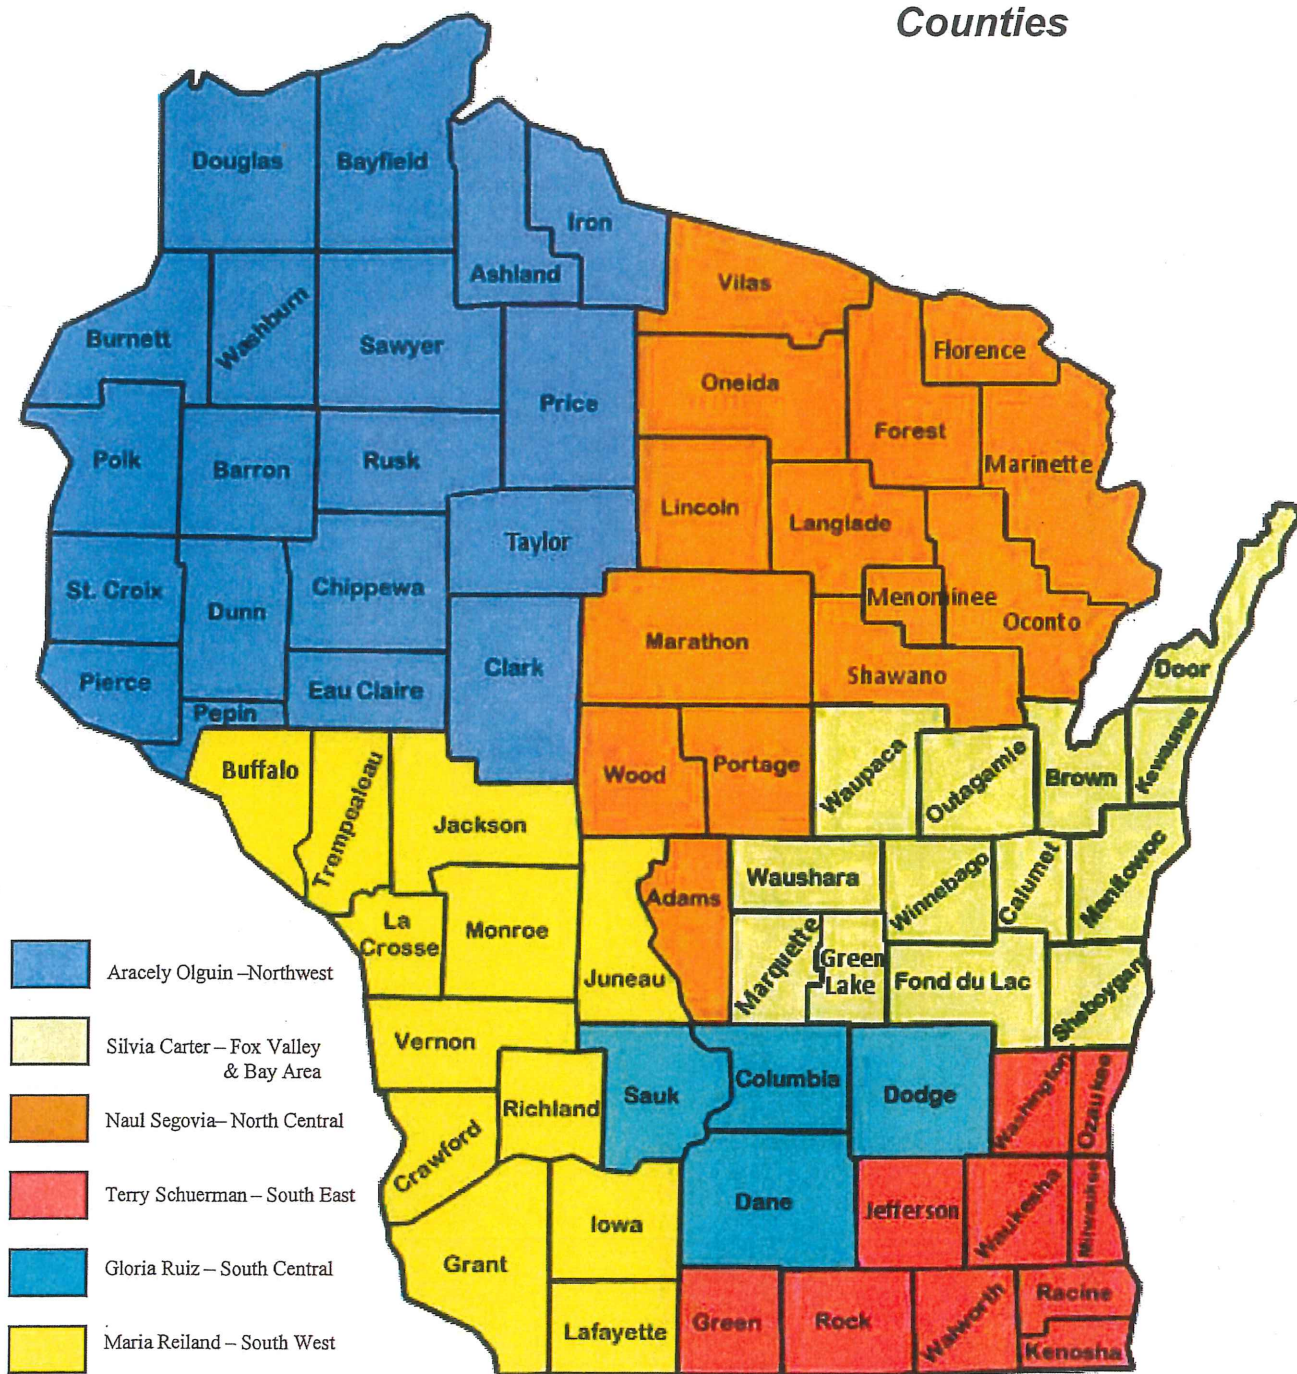 Counties
Douglas
Bayfield
Iron
Ashland
Vilas
Burnett
Washburn
Sawyer
Florence
Price
Oneida
Forest
Polk
Barron
Rusk
Marinette
Lincoln
Langlade
Taylor
St. Croix
Chippewa
Dunn
Menominee
Oconto
Marathon
Clark
Shawano
Door
Pierce
Eau Claire
Pepin
Buffalo
Trempealoau
Wood
Portage
Waupaca
Outagamie
Brown
Kewaunee
Jackson
Waushara
Winnebago
Calumet
Manitowoc
Adams
La
Crosse
Monroe
Juneau
Marquette
Green
Lake
Fond du Lac
Sheboygan
Vernon
Richland
Sauk
Columbia
Dodge
Washington
Ozaukee
Crawford
Dane
Jefferson
Waukesha
Milwaukee
Iowa
Grant
Lafayette
Green
Rock
Walworth
Racine
Kenosha
Aracely Olguin –Northwest
Silvia Carter – Fox Valley
& Bay Area
Naul Segovia– North Central
Terry Schuerman – South East
Gloria Ruiz – South Central
Maria Reiland – South West